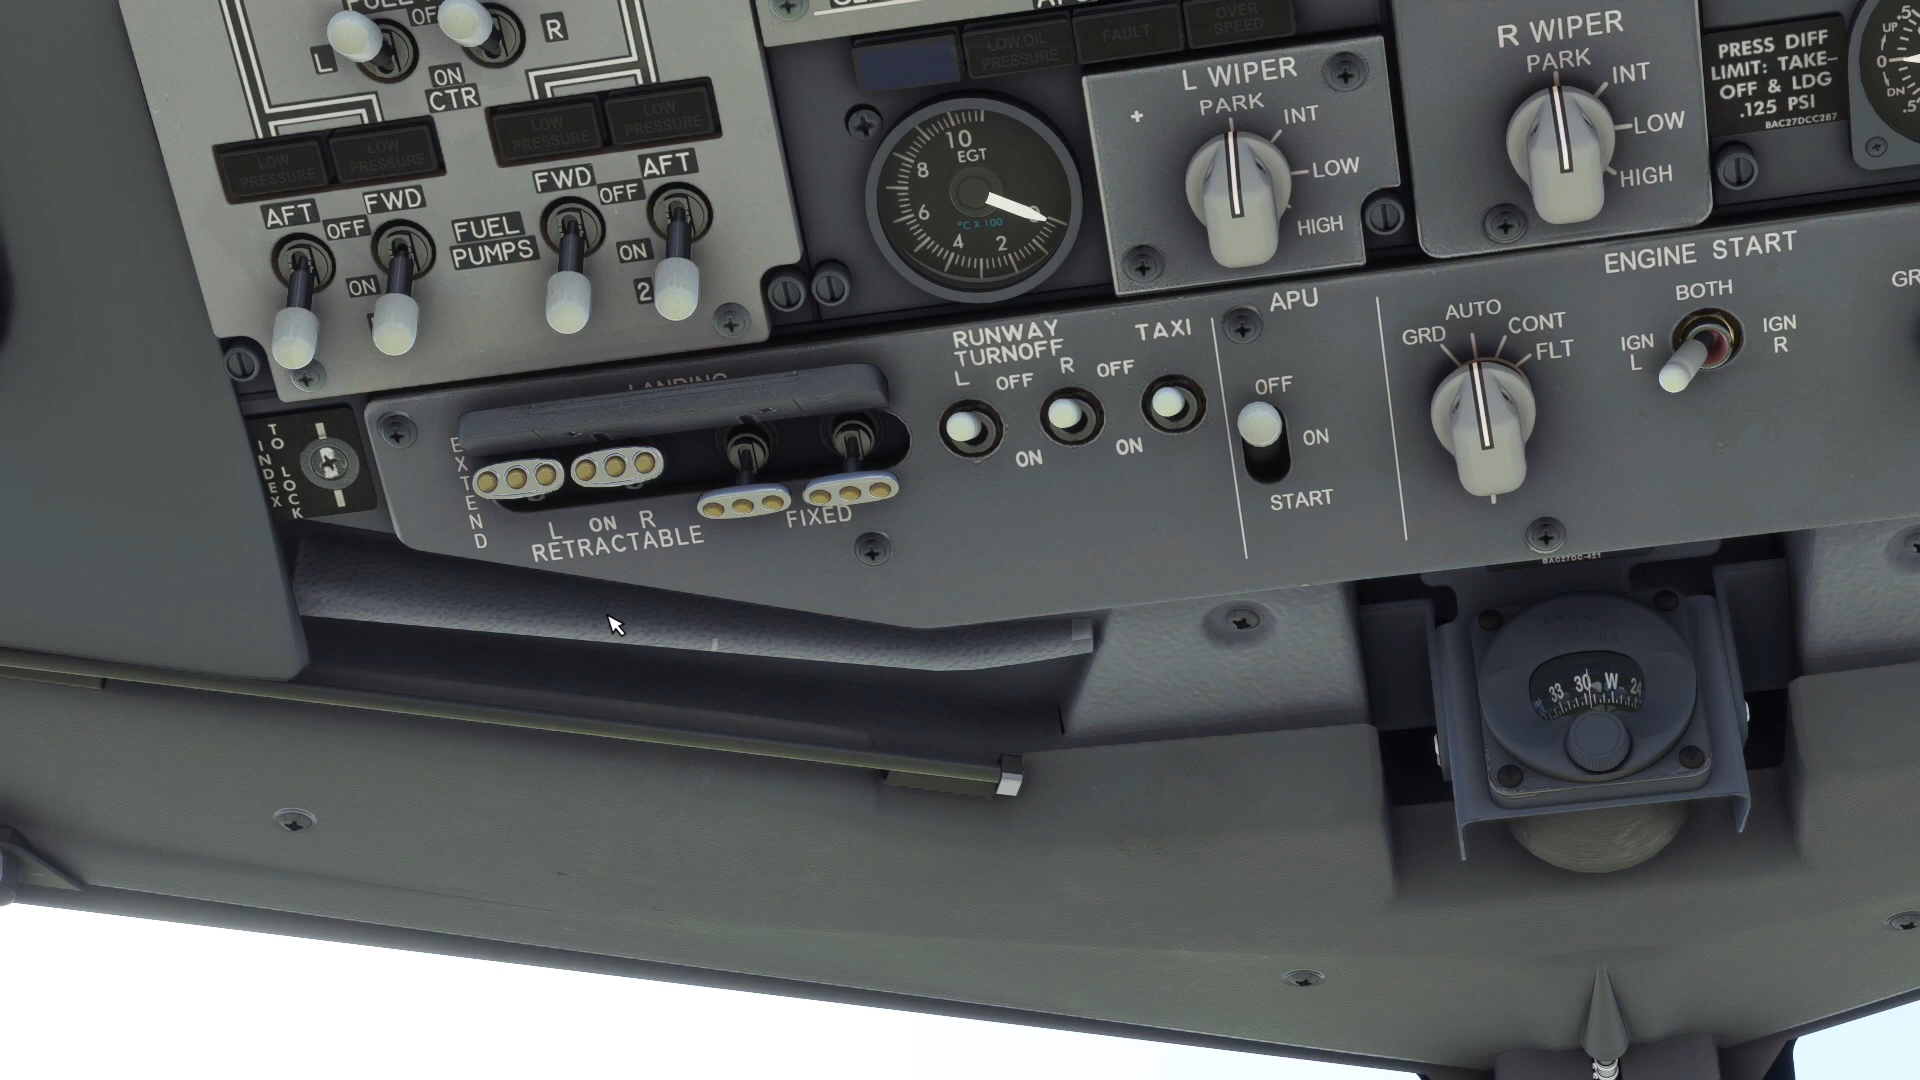 L
OFF
R
ON
CTR
LOW
PRESSURE
LOW
PRESSURE
LOW
PRESSURE
LOW
PRESSURE
AFT
OFF
FWD
ON
FUEL
PUMPS
FWD
OFF
AFT
ON
2
LOW OIL
PRESSURE
FAULT
OVER
SPEED
10
EGT
8
6
°C X 100
4
2
L WIPER
PARK
INT
LOW
HIGH
R WIPER
PARK
INT
LOW
HIGH
PRESS DIFF
LIMIT: TAKE–
OFF & LDG
.125 PSI
BAC27DCC287
UP
.5
0
DN
.5
TO INDEX
LOCK
LANDING
EXTEND
L ON R
RETRACTABLE
FIXED
RUNWAY
TURNOFF
L OFF R OFF
TAXI
ON
ON
APU
OFF
ON
START
ENGINE START
AUTO
GRD
CONT
FLT
BOTH
IGN
L
IGN
R
GR
33 30 W 24